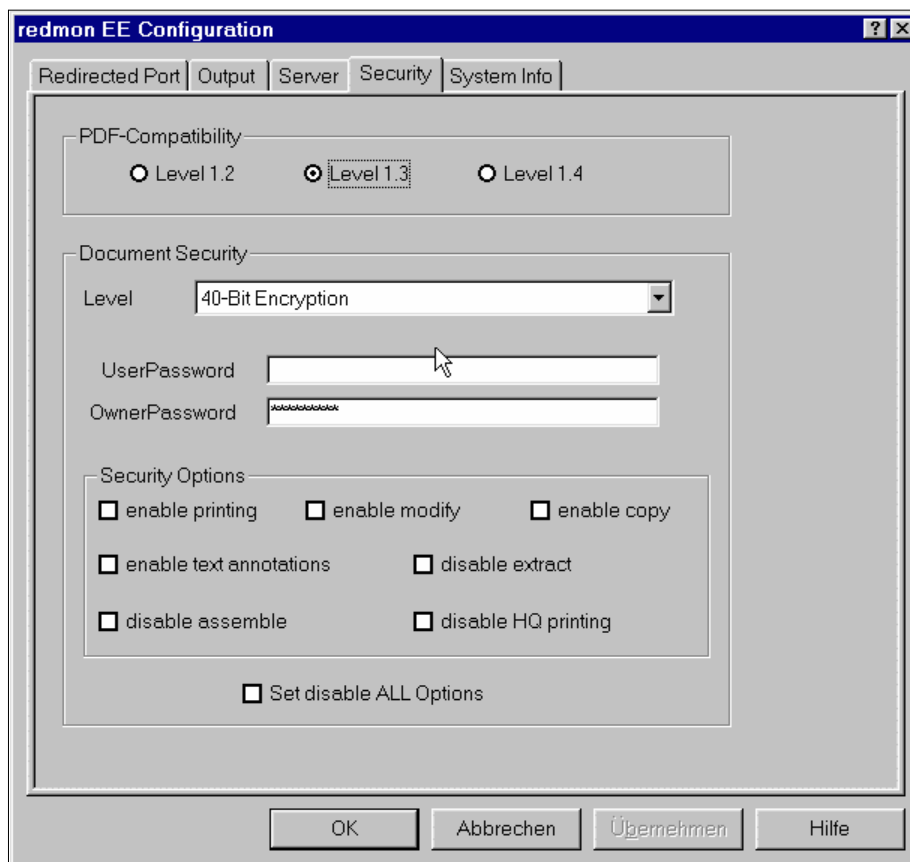 redmon EE Configuration
Redirected Port Output Server Security System Info
PDF-Compatibility
Level 1.2 Level 1.3 Level 1.4
Document Security
Level 40-Bit Encryption
UserPassword
OwnerPassword **********
Security Options
enable printing enable modify enable copy
enable text annotations disable extract
disable assemble disable HQ printing
Set disable ALL Options
OK Abbrechen Übernehmen Hilfe